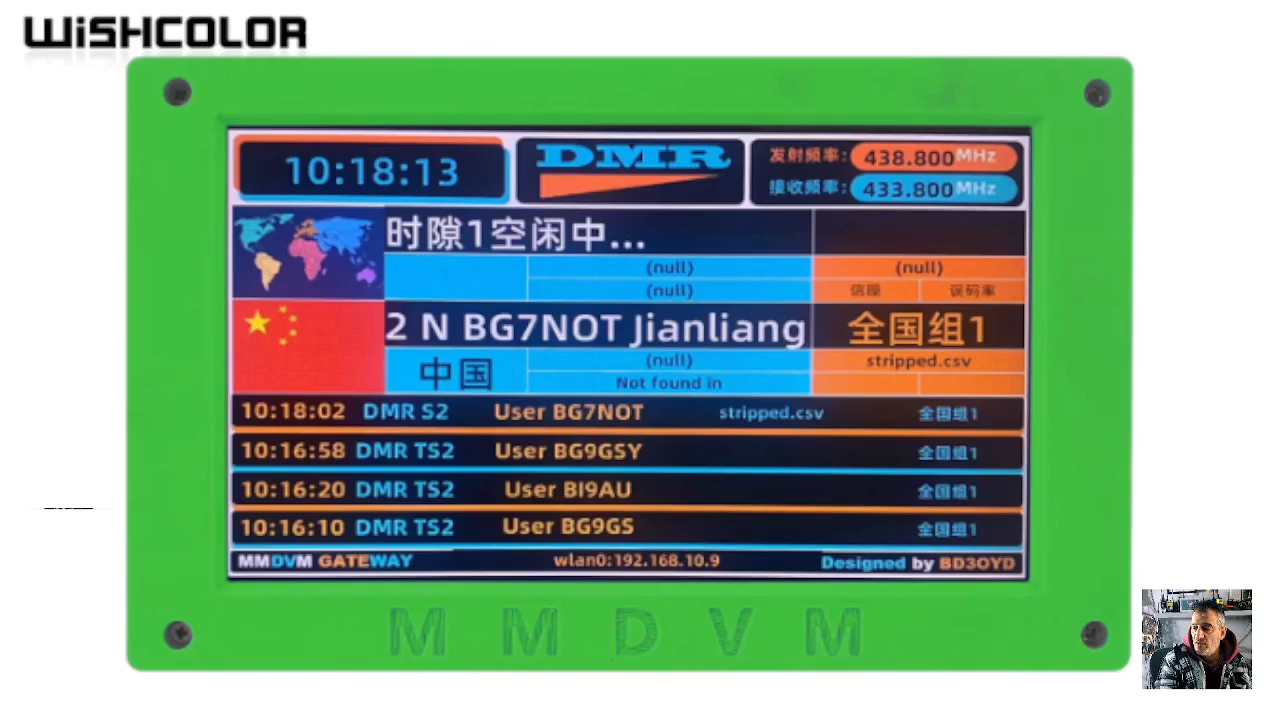 WiSHCOLOR
10:18:13
DMR
发射频率: 438.800MHz
接收频率: 433.800MHz
时隙1空闲中...
(null)
(null)
(null)
信噪 误码率
2 N BG7NOT Jianliang
全国组1
中国
(null)
Not found in
stripped.csv
10:18:02 DMR S2 User BG7NOT stripped.csv 全国组1
10:16:58 DMR TS2 User BG9GSY 全国组1
10:16:20 DMR TS2 User BI9AU 全国组1
10:16:10 DMR TS2 User BG9GS 全国组1
MMDVM GATEWAY wlan0:192.168.10.9 Designed by BD3OYD
MMDVM